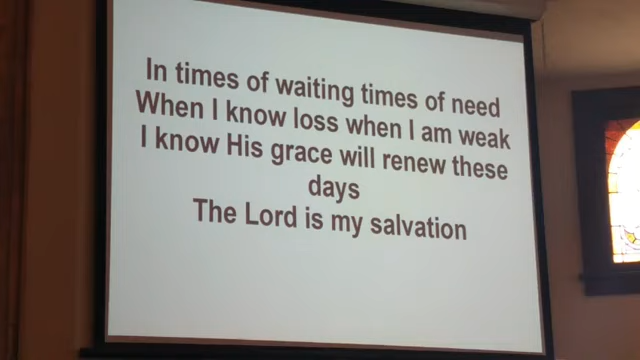 In times of waiting times of need
When I know loss when I am weak
I know His grace will renew these
days
The Lord is my salvation